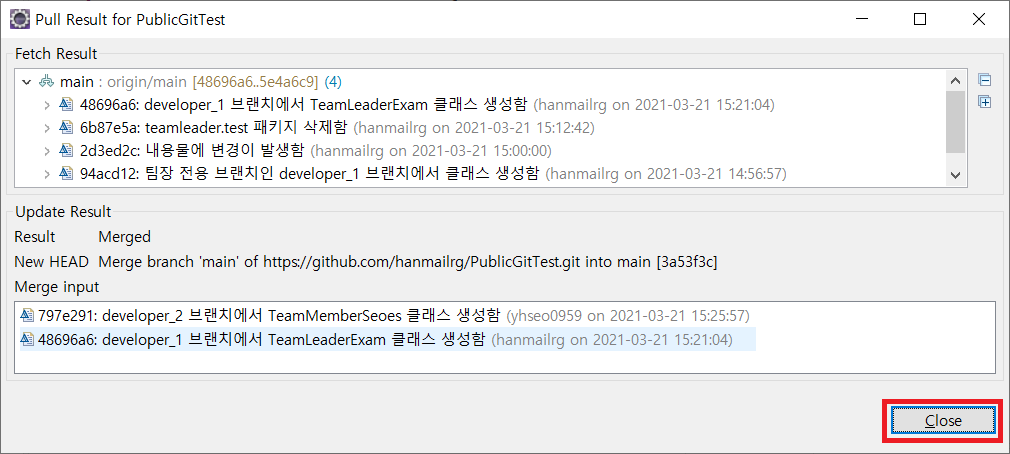 Pull Result for PublicGitTest
Fetch Result
main : origin/main [48696a6..5e4a6c9] (4)
48696a6: developer_1 브랜치에서 TeamLeaderExam 클래스 생성함 (hanmailrg on 2021-03-21 15:21:04)
6b87e5a: teamleader.test 패키지 삭제함 (hanmailrg on 2021-03-21 15:12:42)
2d3ed2c: 내용물에 변경이 발생함 (hanmailrg on 2021-03-21 15:00:00)
94acd12: 팀장 전용 브랜치인 developer_1 브랜치에서 클래스 생성함 (hanmailrg on 2021-03-21 14:56:57)
Update Result
Result Merged
New HEAD Merge branch 'main' of https://github.com/hanmailrg/PublicGitTest.git into main [3a53f3c]
Merge input
797e291: developer_2 브랜치에서 TeamMemberSeoes 클래스 생성함 (yhseo0959 on 2021-03-21 15:25:57)
48696a6: developer_1 브랜치에서 TeamLeaderExam 클래스 생성함 (hanmailrg on 2021-03-21 15:21:04)
Close